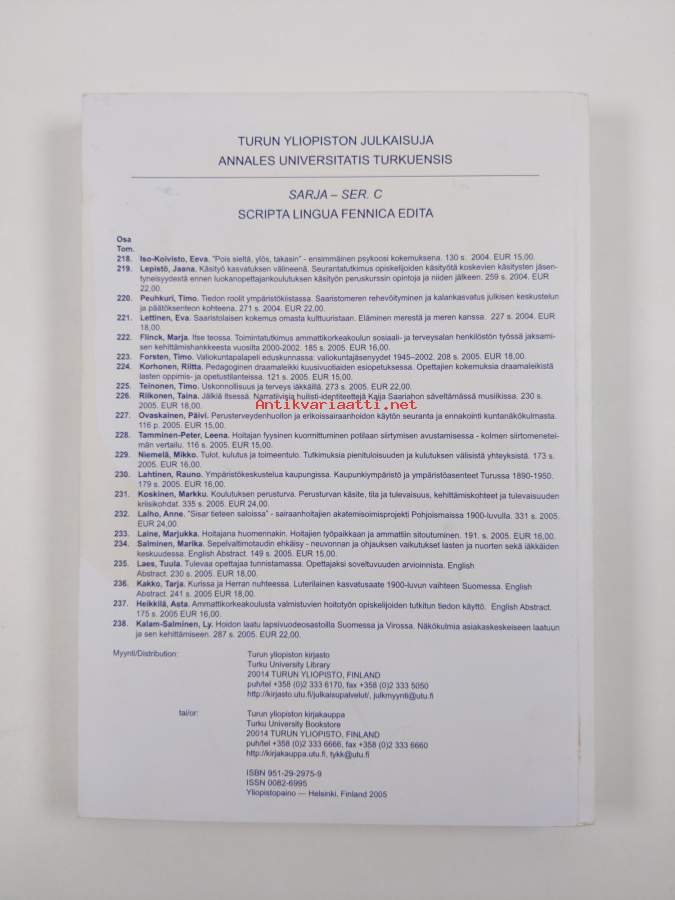 TURUN YLIOPISTON JULKAISUJA
ANNALES UNIVERSITATIS TURKUENSIS
SARJA – SER. C
SCRIPTA LINGUA FENNICA EDITA
Osa
Tom.
218. Iso-Koivisto, Eeva. "Pois sieltä, ylös, takasin" - ensimmäinen psykoosi kokemuksena. 130 s. 2004. EUR 15,00.
219. Lepistö, Jaana. Käsityö kasvatuksen välineenä. Seurantatutkimus opiskelijoiden käsityötä koskevien käsitysten jäsen-
tyneisyydestä ennen luokanopettajankoulutuksen käsityön peruskurssin opintoja ja niiden jälkeen. 259 s. 2004. EUR
22,00.
220. Peuhkuri, Timo. Tiedon roolit ympäristökiistassa. Saaristomeren rehevöityminen ja kalankasvatus julkisen keskustelun
ja päätöksenteon kohteena. 271 s. 2004. EUR 22,00.
221. Lettinen, Eva. Saaristolaisen kokemus omasta kulttuuristaan. Eläminen merestä ja meren kanssa. 227 s. 2004. EUR
18,00.
222. Flinck, Marja. Itse teossa. Toimintatutkimus ammattikorkeakoulun sosiaali- ja terveysalan henkilöstön työssä jaksami-
sen kehittämishankkeesta vuosilta 2000-2002. 185 s. 2005. EUR 16,00.
223. Forsten, Timo. Valiokuntapalapeli eduskunnassa: valiokuntajäsenyydet 1945–2002. 208 s. 2005. EUR 18,00.
224. Korhonen, Riitta. Pedagoginen draamaleikki kuusivuotiaiden esiopetuksessa. Opettajien kokemuksia draamaleikistä
lasten oppimis- ja opetustilanteissa. 121 s. 2005. EUR 15,00.
225. Teinonen, Timo. Uskonnollisuus ja terveys iäkkäillä. 273 s. 2005. EUR 22,00.
226. Riikonen, Taina. Jälkiä itsessä. Narratiivisia huilisti-identiteettejä Kaija Saariahon säveltämässä musiikissa. 230 s.
2005. EUR 18,00.
Antikvariaatti.net
227. Ovaskainen, Päivi. Perusterveydenhuollon ja erikoissairaanhoidon käytön seuranta ja ennakointi kuntanäkökulmasta.
116 p. 2005. EUR 15,00.
228. Tamminen-Peter, Leena. Hoitajan fyysinen kuormittuminen potilaan siirtymisen avustamisessa - kolmen siirtomenetel-
män vertailu. 116 s. 2005. EUR 15,00.
229. Niemelä, Mikko. Tulot, kulutus ja toimeentulo. Tutkimuksia pienituloisuuden ja kulutuksen välisistä yhteyksistä. 173 s.
2005. EUR 16,00.
230. Lahtinen, Rauno. Ympäristökeskustelua kaupungissa. Kaupunkiympäristö ja ympäristöasenteet Turussa 1890-1950.
179 s. 2005. EUR 16,00.
231. Koskinen, Markku. Koulutuksen perusturva. Perusturvan käsite, tila ja tulevaisuus, kehittämiskohteet ja tulevaisuuden
kriisikohdat. 335 s. 2005. EUR 24,00.
232. Laiho, Anne. "Sisar tieteen saloissa" - sairaanhoitajien akatemisoimisprojekti Pohjoismaissa 1900-luvulla. 331 s. 2005.
EUR 24,00.
233. Laine, Marjukka. Hoitajana huomennakin. Hoitajien työpaikkaan ja ammattiin sitoutuminen. 191. s. 2005. EUR 16,00.
234. Salminen, Marika. Sepelvaltimotaudin ehkäisy - neuvonnan ja ohjauksen vaikutukset lasten ja nuorten sekä iäkkäiden
keskuudessa. English Abstract. 149 s. 2005. EUR 15,00.
235. Laes, Tuula. Tulevaa opettajaa tunnistamassa. Opettajaksi soveltuvuuden arvioinnista. English
Abstract. 230 s. 2005. EUR 18,00.
236. Kakko, Tarja. Kurissa ja Herran nuhteessa. Luterilainen kasvatusaate 1900-luvun vaihteen Suomessa. English
Abstract. 241 s. 2005. EUR 18,00.
237. Heikkilä, Asta. Ammattikorkeakoulusta valmistuvien hoitotyön opiskelijoiden tutkitun tiedon käyttö. English Abstract.
175 s. 2005 EUR 16,00.
238. Kalam-Salminen, Ly. Hoidon laatu lapsivuodeosastoilla Suomessa ja Virossa. Näkökulmia asiakaskeskeiseen laatuun
ja sen kehittämiseen. 287 s. 2005. EUR 22,00.
Myynti/Distribution: Turun yliopiston kirjasto
Turku University Library
20014 TURUN YLIOPISTO, FINLAND
puh/tel +358 (0)2 333 6170, fax +358 (0)2 333 5050
http://kirjasto.utu.fi/julkaisupalvelut/, julkmyynti@utu.fi
tai/or: Turun yliopiston kirjakauppa
Turku University Bookstore
20014 TURUN YLIOPISTO, FINLAND
puh/tel +358 (0)2 333 6666, fax +358 (0)2 333 6660
http://kirjakauppa.utu.fi, tykk@utu.fi
ISBN 951-29-2975-9
ISSN 0082-6995
Yliopistopaino — Helsinki, Finland 2005